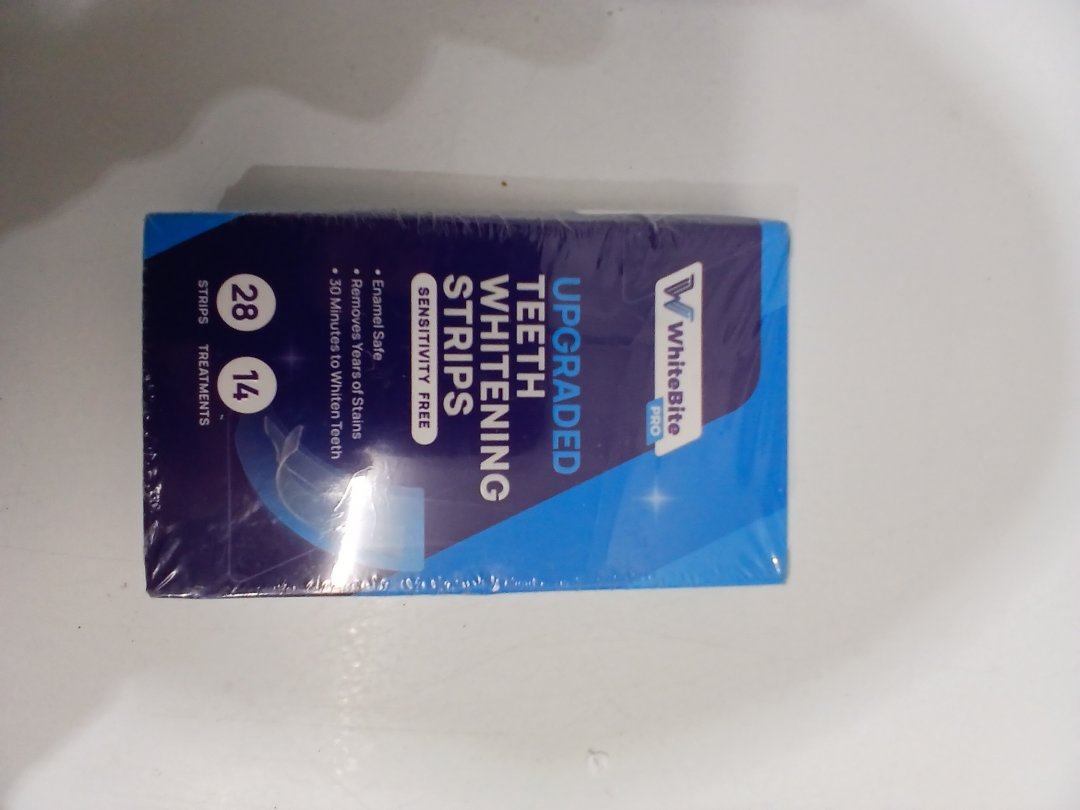 WhiteBite
PRO
UPGRADED
TEETH
WHITENING
STRIPS
SENSITIVITY FREE
• Enamel Safe
• Removes Years of Stains
• 30 Minutes to Whiten Teeth
28 14
STRIPS TREATMENTS